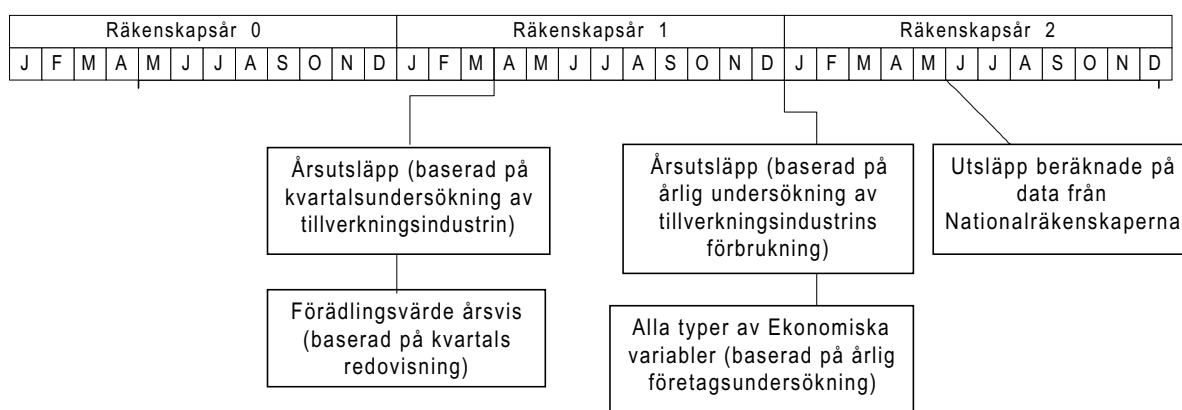 Räkenskapsår 0 Räkenskapsår 1 Räkenskapsår 2
J F M A M J J A S O N D J F M A M J J A S O N D J F M A M J J A S O N D
Årsutsläpp (baserad på
kvartalsundersökning av
tillverkningsindustrin)
Årsutsläpp (baserad på
årlig undersökning av
tillverkningsindustrins
förbrukning)
Utsläpp beräknade på
data från
Nationalräkenskaperna
Förädlingsvärde årsvis
(baserad på kvartals
redovisning)
Alla typer av Ekonomiska
variabler (baserad på årlig
företagsundersökning)